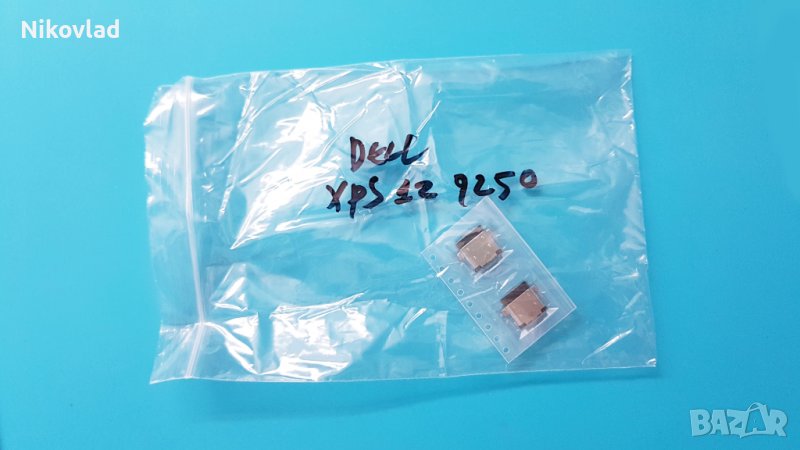 Nikovlad
DELL
XPS 12 9250
BAZAR